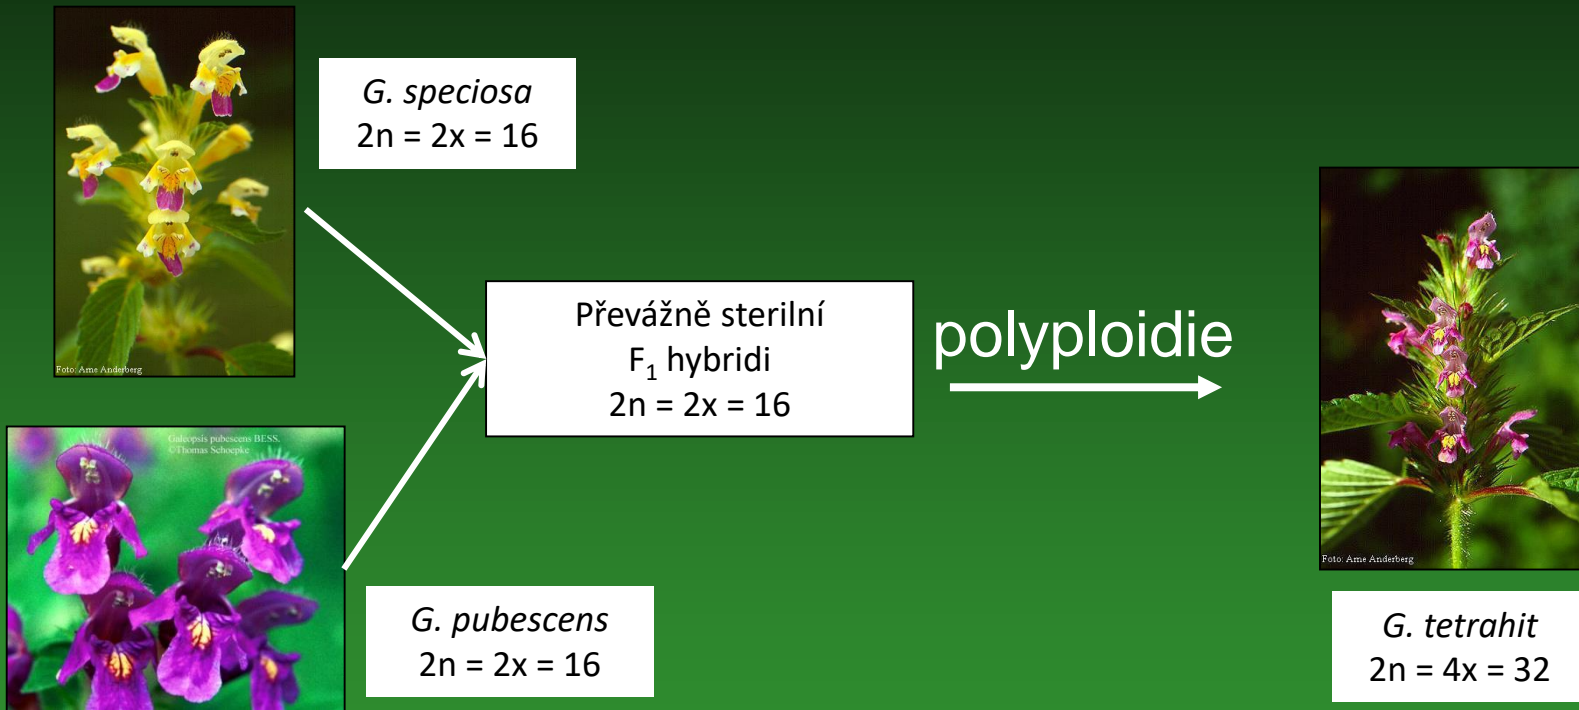 G. speciosa
2n = 2x = 16
Foto: Arne Anderberg
Převážně sterilní
F₁ hybridi
2n = 2x = 16
polyploidie
Galeopsis pubescens BESS.
©Thomas Schoepke
G. pubescens
2n = 2x = 16
Foto: Arne Anderberg
G. tetrahit
2n = 4x = 32